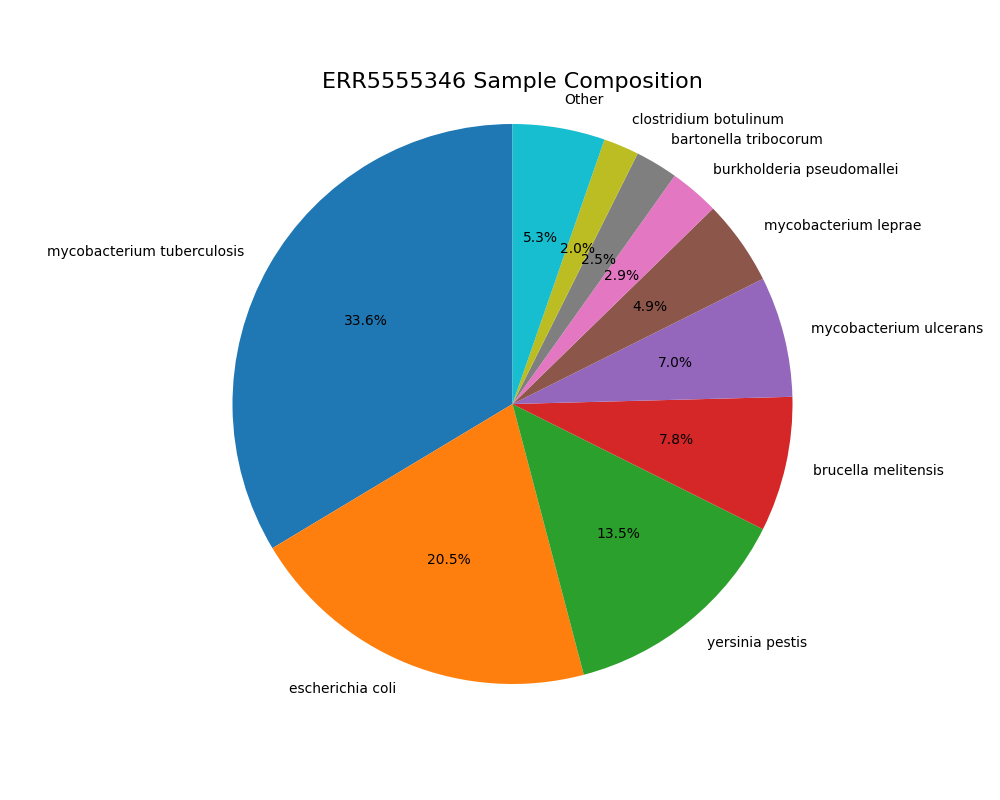 ERR5555346 Sample Composition
Other
clostridium botulinum
bartonella tribocorum
burkholderia pseudomallei
mycobacterium leprae
mycobacterium tuberculosis
mycobacterium ulcerans
brucella melitensis
yersinia pestis
escherichia coli
5.3%
2.0%
2.5%
2.9%
4.9%
33.6%
7.0%
7.8%
13.5%
20.5%